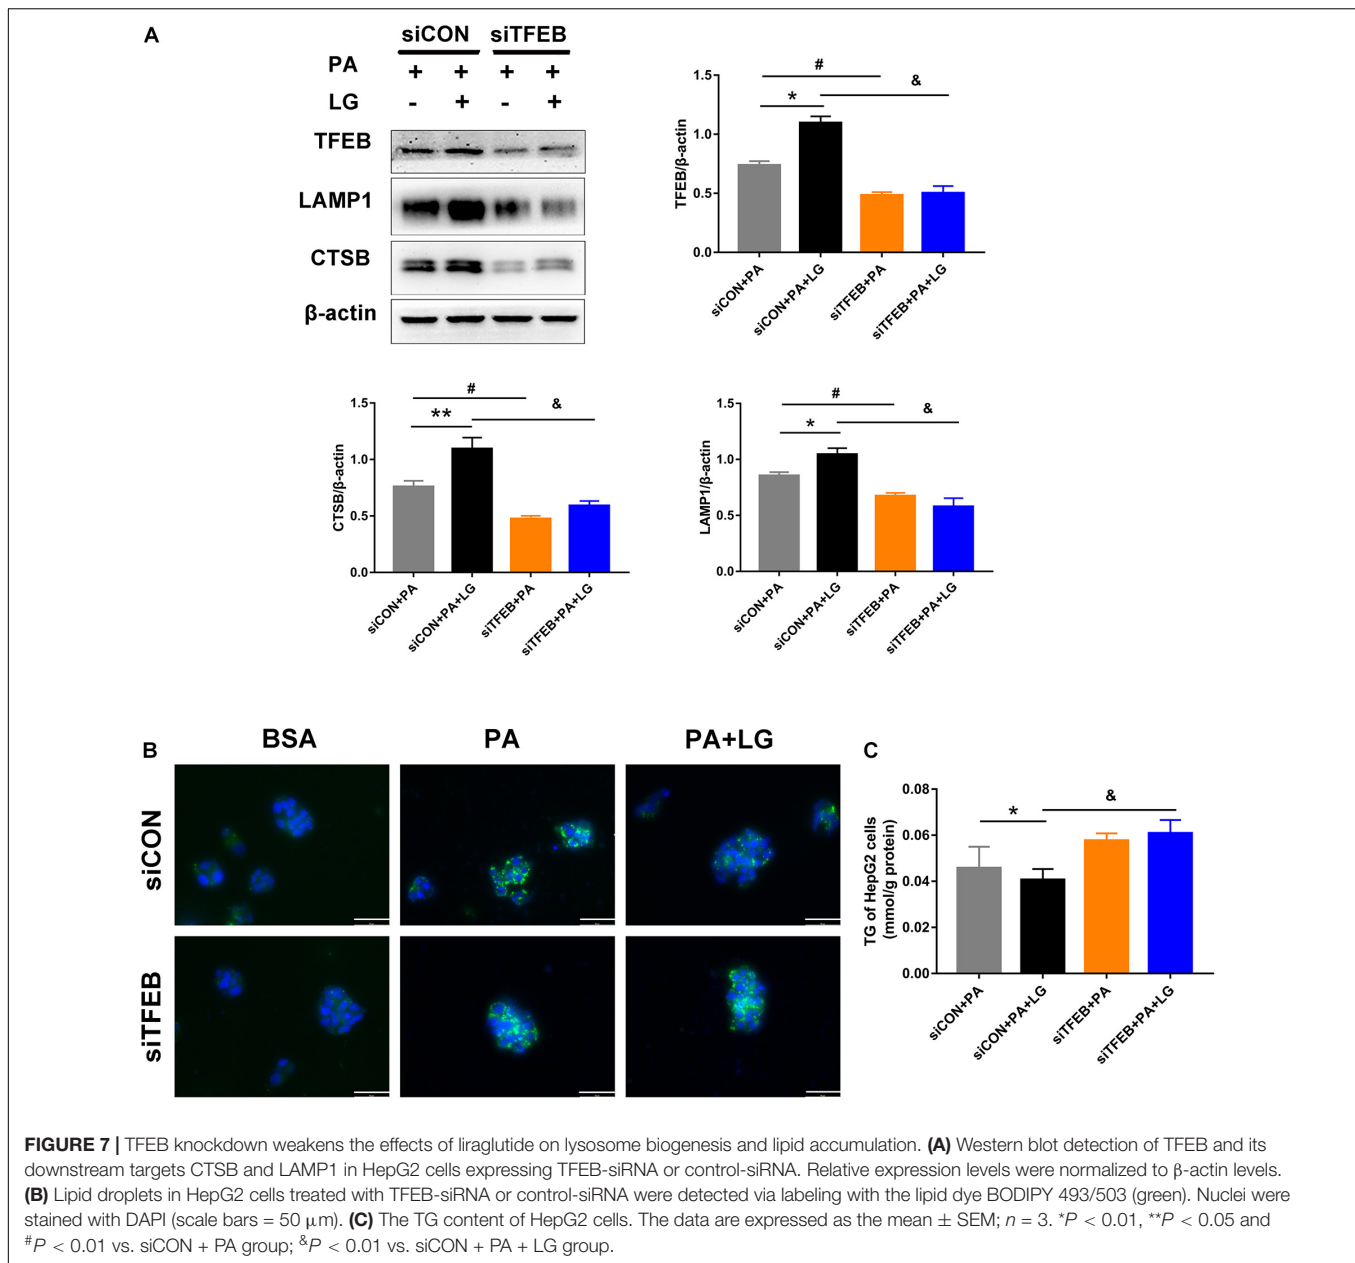 A
siCON siTFEB
PA + + + +
LG - + - +
TFEB
LAMP1
CTSB
β-actin
TFEB/β-actin
1.5
1.0
0.5
0.0
#
*
&
siCON+PA
siCON+PA+LG
siTFEB+PA
siTFEB+PA+LG
CTSB/β-actin
1.5
1.0
0.5
0.0
#
**
&
siCON+PA
siCON+PA+LG
siTFEB+PA
siTFEB+PA+LG
LAMP1/β-actin
1.5
1.0
0.5
0.0
#
*
&
siCON+PA
siCON+PA+LG
siTFEB+PA
siTFEB+PA+LG
B
BSA PA PA+LG
siCON
siTFEB
C
TG of HepG2 cells
(mmol/g protein)
0.08
0.06
0.04
0.02
0.00
*
&
siCON+PA
siCON+PA+LG
siTFEB+PA
siTFEB+PA+LG
FIGURE 7 | TFEB knockdown weakens the effects of liraglutide on lysosome biogenesis and lipid accumulation. (A) Western blot detection of TFEB and its
downstream targets CTSB and LAMP1 in HepG2 cells expressing TFEB-siRNA or control-siRNA. Relative expression levels were normalized to β-actin levels.
(B) Lipid droplets in HepG2 cells treated with TFEB-siRNA or control-siRNA were detected via labeling with the lipid dye BODIPY 493/503 (green). Nuclei were
stained with DAPI (scale bars = 50 μm). (C) The TG content of HepG2 cells. The data are expressed as the mean ± SEM; n = 3. *P < 0.01, **P < 0.05 and
#P < 0.01 vs. siCON + PA group; &P < 0.01 vs. siCON + PA + LG group.